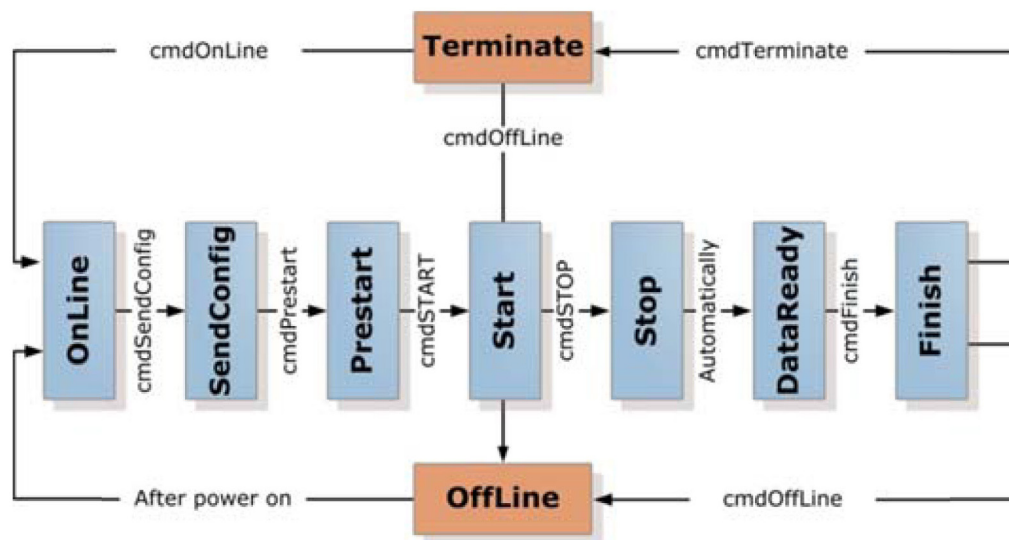 Terminate
cmdOnLine
cmdTerminate
cmdOffLine
OnLine
cmdSendConfig
SendConfig
cmdPrestart
Prestart
cmdSTART
Start
cmdSTOP
Stop
Automatically
DataReady
cmdFinish
Finish
After power on
OffLine
cmdOffLine